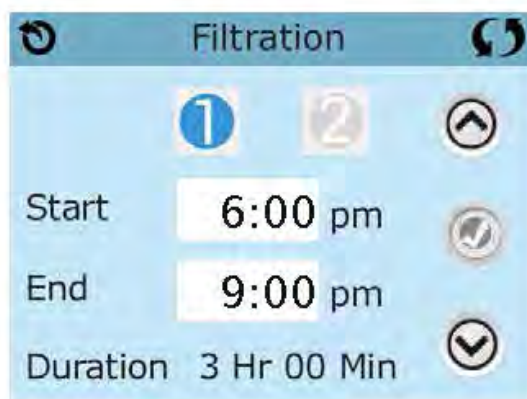 Filtration
1 2
Start 6:00 pm
End 9:00 pm
Duration 3 Hr 00 Min